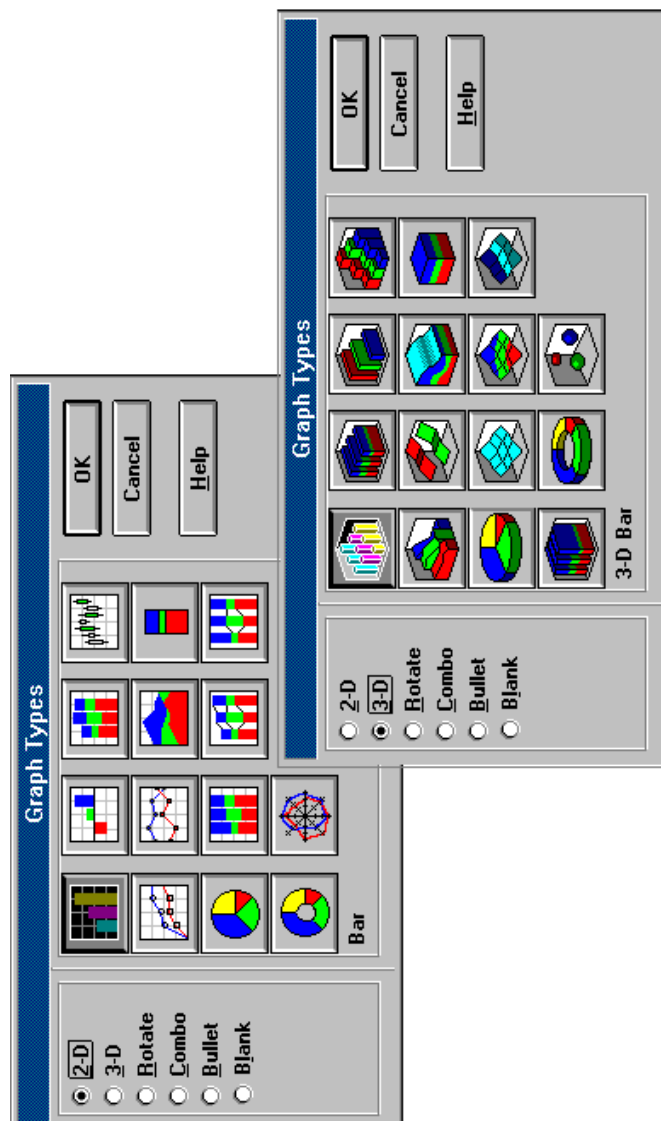 Graph Types
2-D
3-D
Rotate
Combo
Bullet
Blank
Bar
OK
Cancel
Help
Graph Types
2-D
3-D
Rotate
Combo
Bullet
Blank
3-D Bar
OK
Cancel
Help